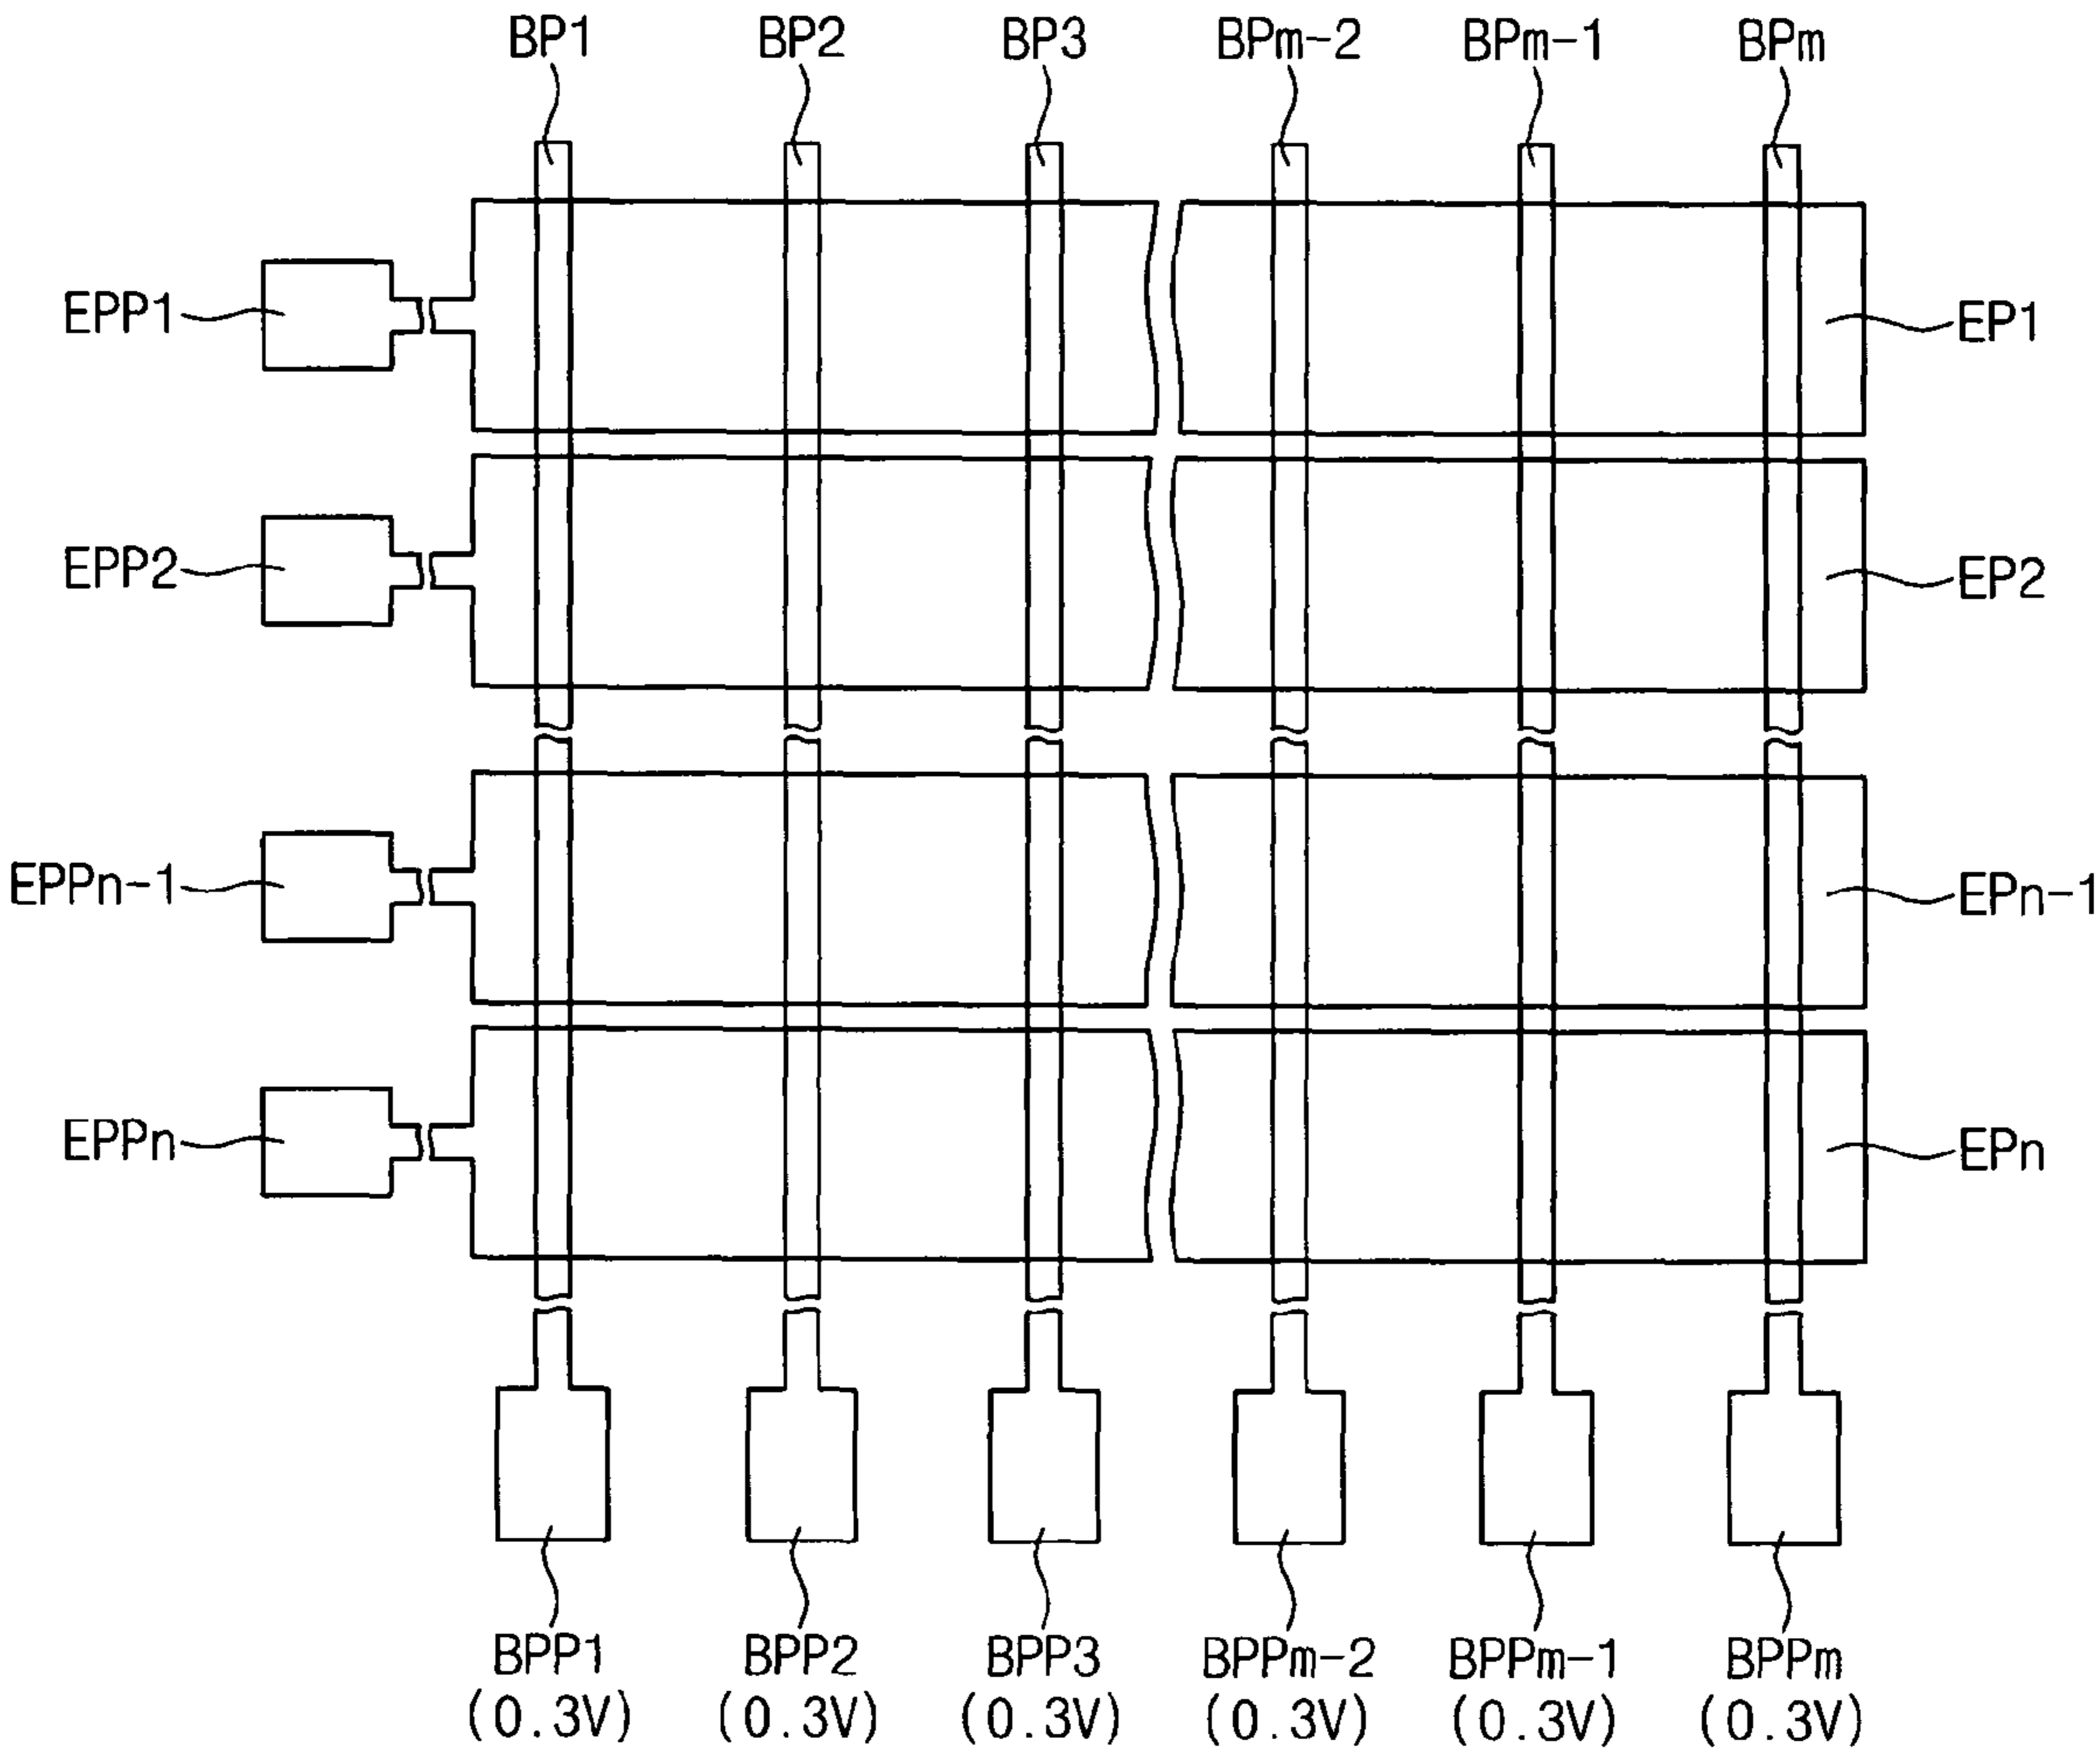 BP1 BP2 BP3 BPm-2 BPm-1 BPm
EPP1 EP1
EPP2 EP2
EPPn-1 EPn-1
EPPn EPn
BPP1 BPP2 BPP3 BPPm-2 BPPm-1 BPPm
(0.3V) (0.3V) (0.3V) (0.3V) (0.3V) (0.3V)